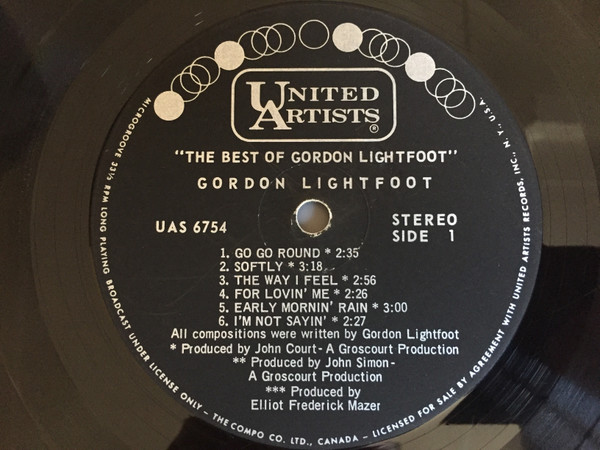 UNITED
ARTISTS ®
"THE BEST OF GORDON LIGHTFOOT"
GORDON LIGHTFOOT
UAS 6754
STEREO
SIDE 1
1. GO GO ROUND * 2:35
2. SOFTLY * 3:18
3. THE WAY I FEEL * 2:56
4. FOR LOVIN' ME * 2:26
5. EARLY MORNIN' RAIN * 3:00
6. I'M NOT SAYIN' * 2:27
All compositions were written by Gordon Lightfoot
* Produced by John Court - A Groscourt Production
** Produced by John Simon-
A Groscourt Production
*** Produced by
Elliot Frederick Mazer
MICROGROOVE 33⅓ RPM LONG PLAYING BROADCAST UNDER LICENSE ONLY - THE COMPO CO. LTD., CANADA - LICENSED FOR SALE BY AGREEMENT WITH UNITED ARTISTS RECORDS, INC., N. Y., U.S.A.